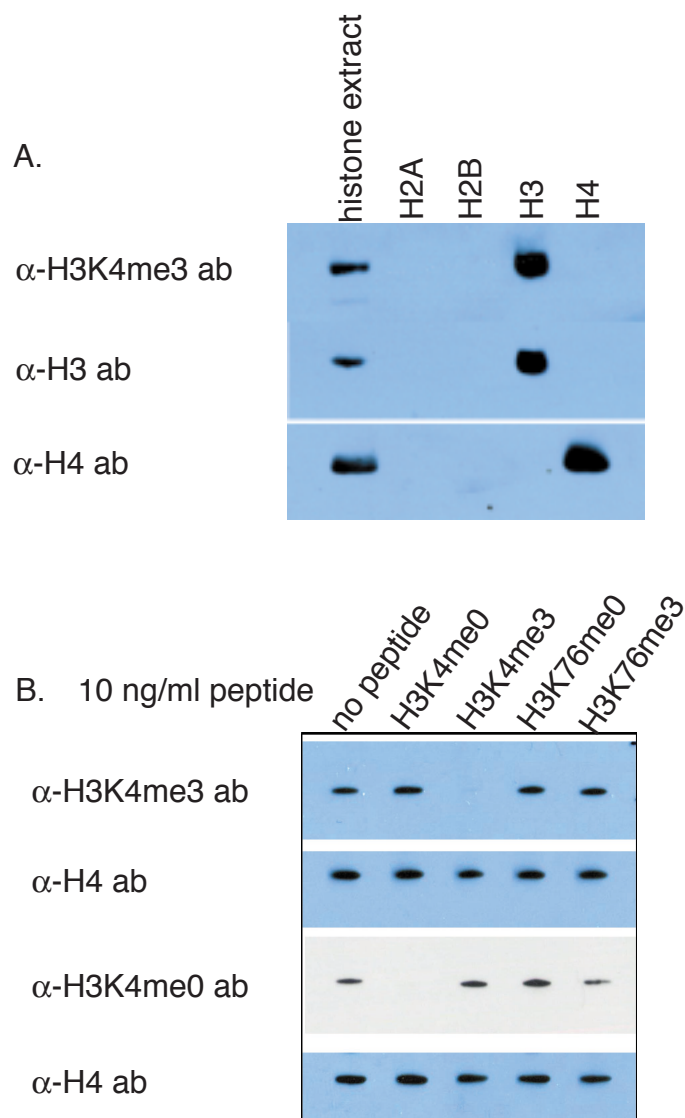 A.
histone extract
H2A
H2B
H3
H4
α-H3K4me3 ab
α-H3 ab
α-H4 ab
B. 10 ng/ml peptide
no peptide
H3K4me0
H3K4me3
H3K76me0
H3K76me3
α-H3K4me3 ab
α-H4 ab
α-H3K4me0 ab
α-H4 ab